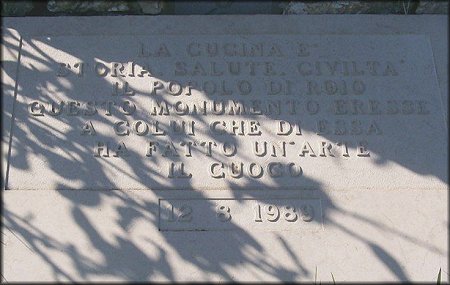 LA CUCINA E'
STORIA SALUTE CIVILTA'
IL POPOLO DI ROIO
QUESTO MONUMENTO ERESSE
A COLUI CHE DI ESSA
HA FATTO UN'ARTE
IL CUOCO
12 8 1989